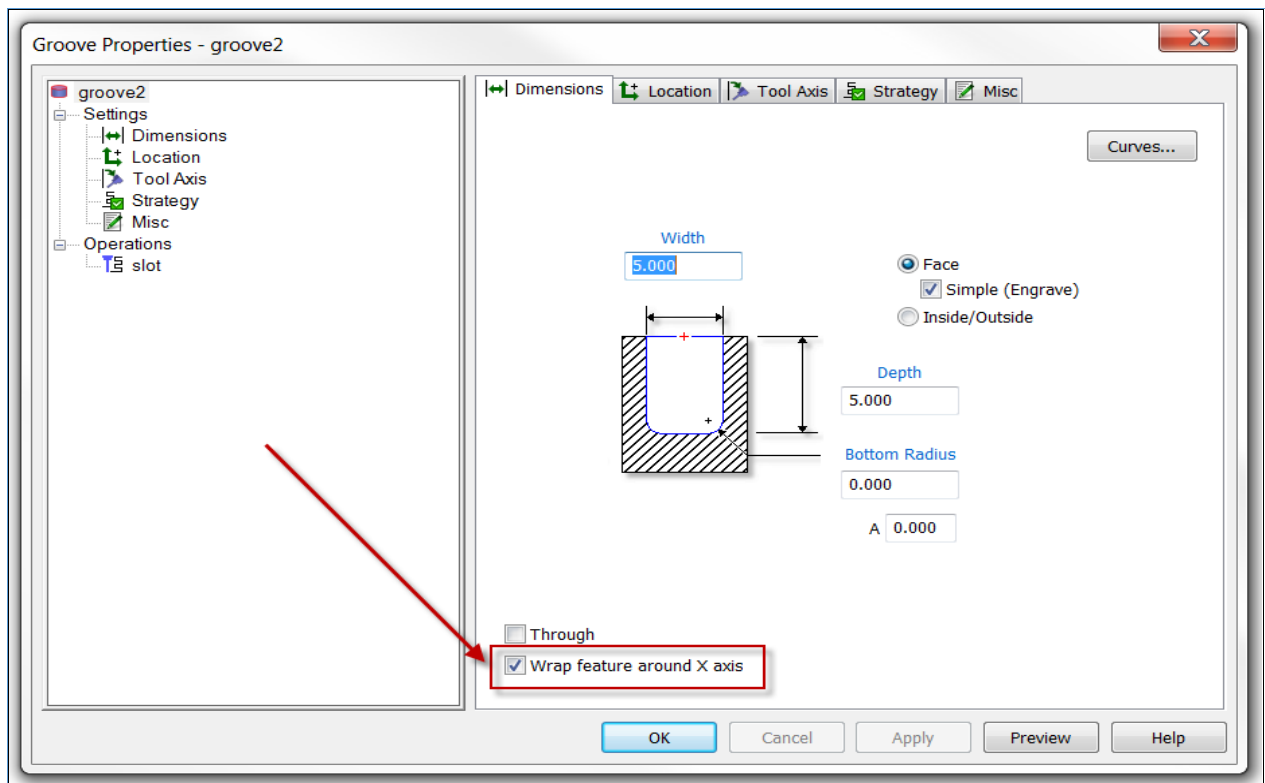 Groove Properties - groove2
groove2
Settings
Dimensions
Location
Tool Axis
Strategy
Misc
Operations
slot
Dimensions Location Tool Axis Strategy Misc
Curves...
Width
5.000
Face
Simple (Engrave)
Inside/Outside
Depth
5.000
Bottom Radius
0.000
A 0.000
Through
Wrap feature around X axis
OK Cancel Apply Preview Help